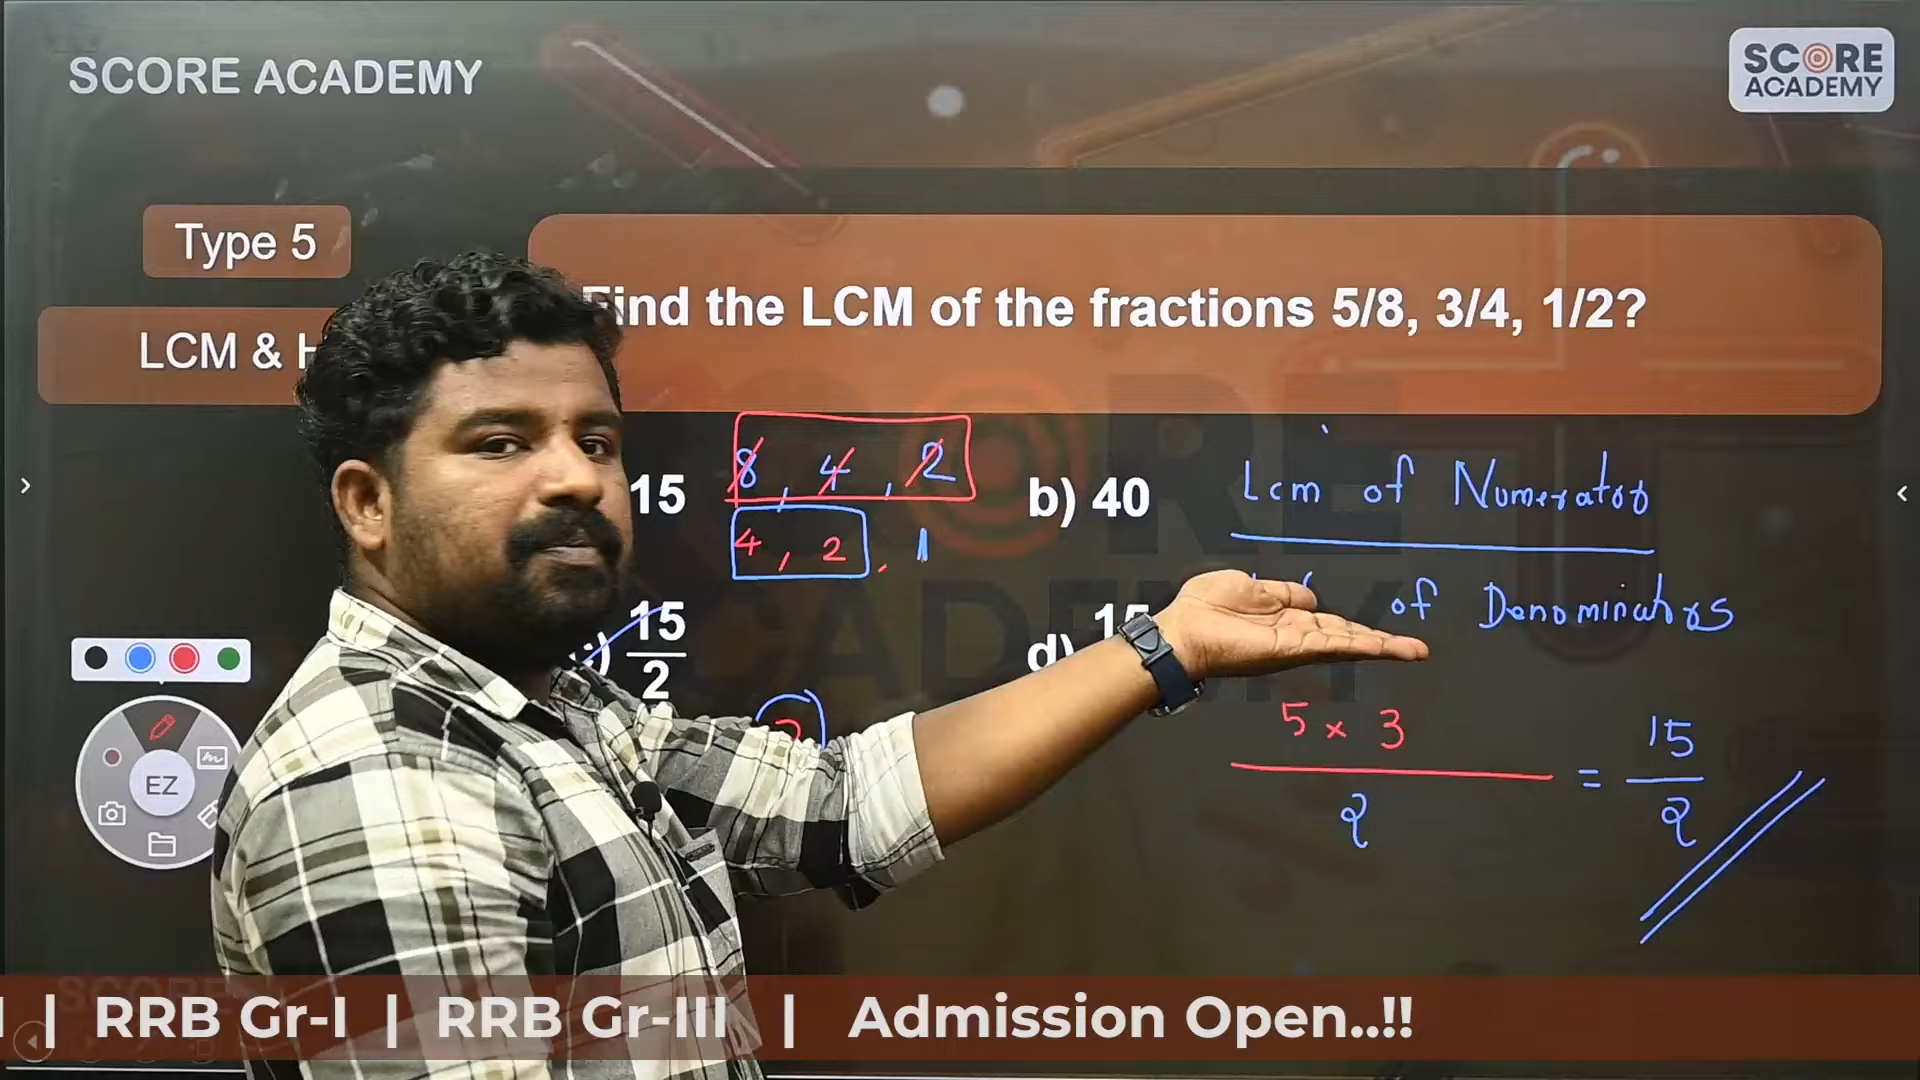 SCORE ACADEMY
SCORE
ACADEMY
Type 5
LCM & H
Find the LCM of the fractions 5/8, 3/4, 1/2?
15
8, 4, 2
4, 2, 1
b) 40
Lcm of Numerator
of Denominators
15
2
d) 15
5 × 3
2
= 15
2
EZ
| RRB Gr-I | RRB Gr-III | Admission Open..!!